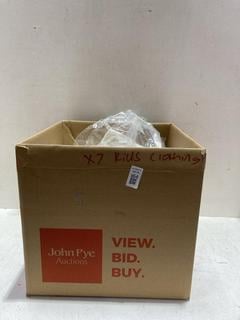 x7 Kids Clothing
John Pye
Auctions
VIEW.
BID.
BUY.